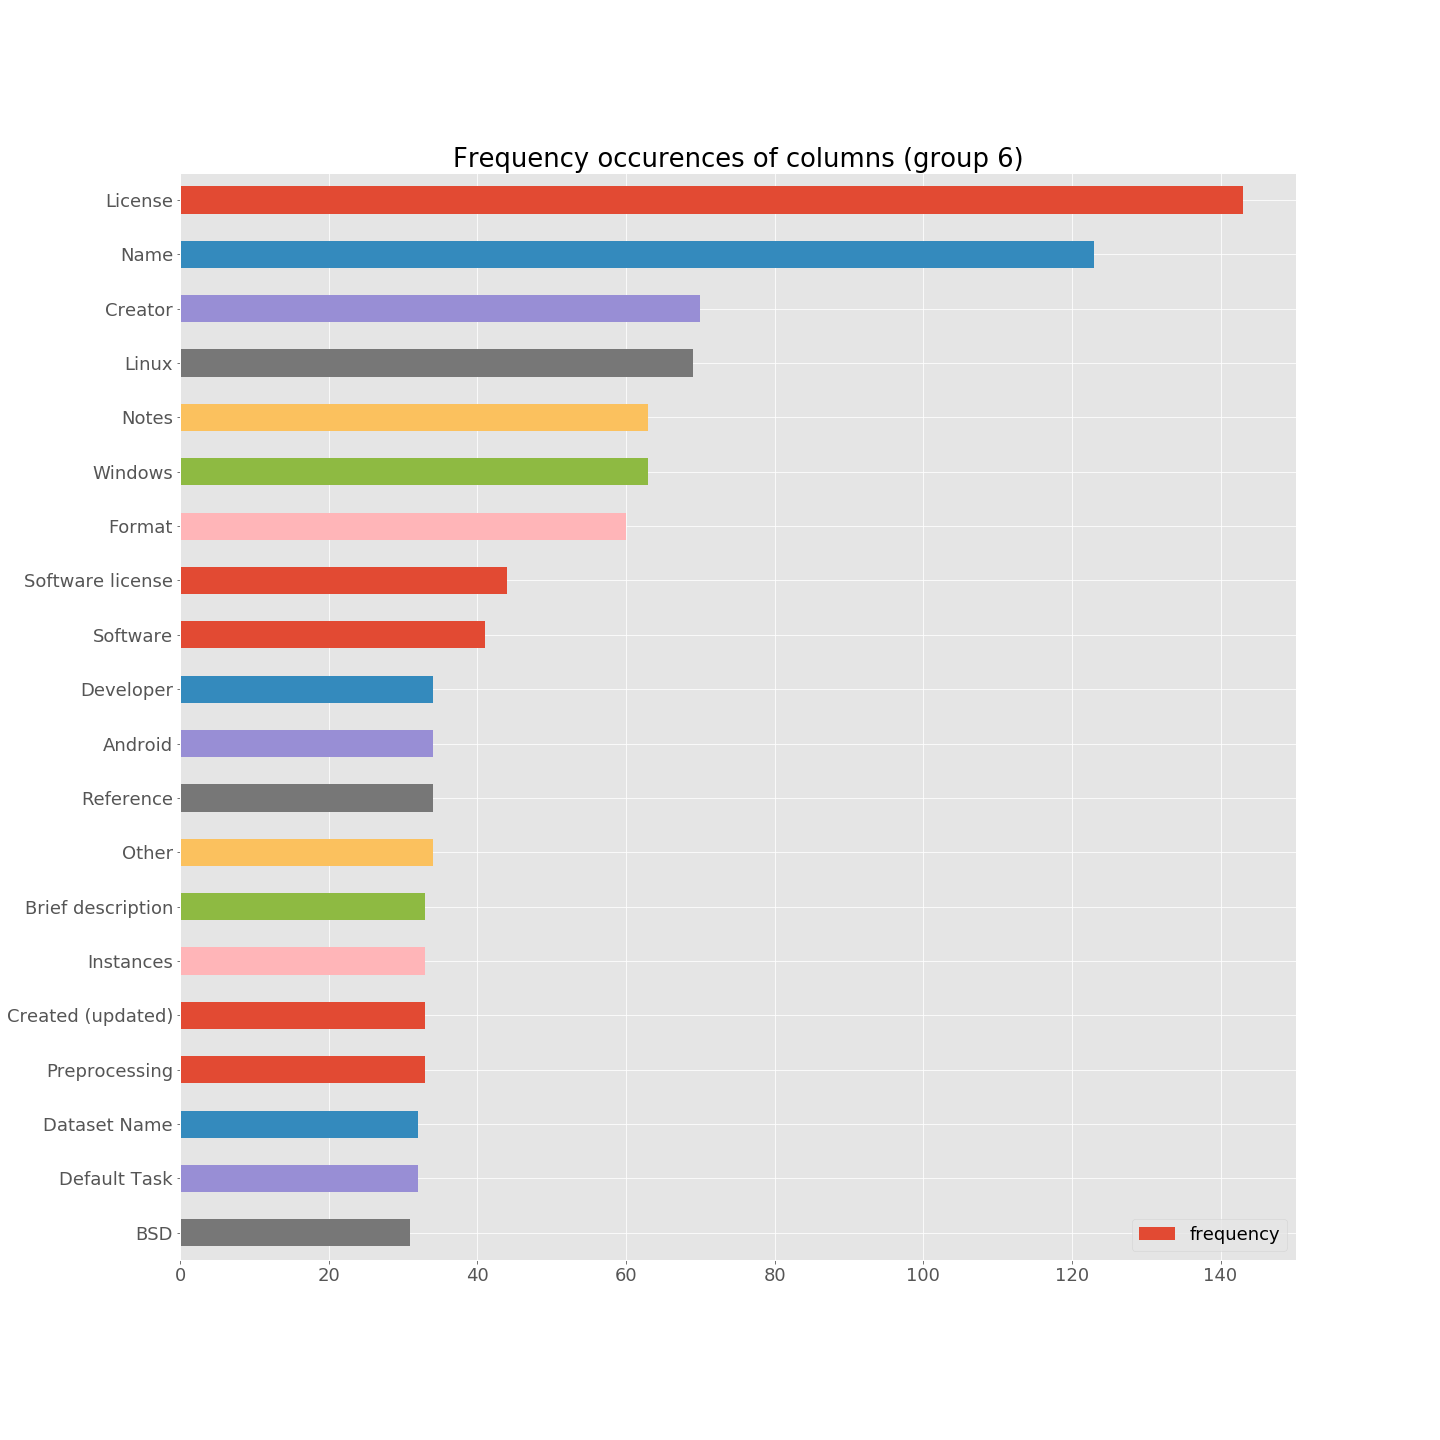 Frequency occurences of columns (group 6)
License
Name
Creator
Linux
Notes
Windows
Format
Software license
Software
Developer
Android
Reference
Other
Brief description
Instances
Created (updated)
Preprocessing
Dataset Name
Default Task
BSD
frequency
0 20 40 60 80 100 120 140